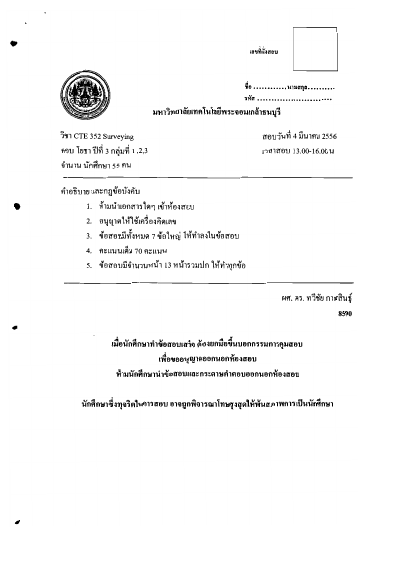 เลขที่นั่งสอบ
ชื่อ ............นามสกุล..........
รหัส ..........................
มหาวิทยาลัยเทคโนโลยีพระจอมเกล้าธนบุรี
วิชา CTE 352 Surveying
สอบวันที่ 4 มีนาคม 2556
คอบ โยธา ปีที่ 3 กลุ่มที่ 1,2,3
เวลาสอบ 13.00-16.00น
จำนวน นักศึกษา 55 คน
คำอธิบายและกฎข้อบังคับ
1. ห้ามนำเอกสารใดๆ เข้าห้องสอบ
2. อนุญาตให้ใช้เครื่องคิดเลข
3. ข้อสอบมีทั้งหมด 7 ข้อใหญ่ ให้ทำลงในข้อสอบ
4. คะแนนเต็ม 70 คะแนน
5. ข้อสอบมีจำนวนหน้า 13 หน้ารวมปก ให้ทำทุกข้อ
ผศ. ดร. ทวีชัย กาฬสินธุ์
8590
เมื่อนักศึกษาทำข้อสอบเสร็จ ต้องยกมือขึ้นบอกกรรมการคุมสอบ
เพื่อขออนุญาตออกนอกห้องสอบ
ห้ามนักศึกษานำข้อสอบและกระดาษคำตอบออกนอกห้องสอบ
นักศึกษาซึ่งทุจริตในการสอบ อาจถูกพิจารณาโทษรุงสูดให้พ้นสภาพการเป็นนักศึกษา